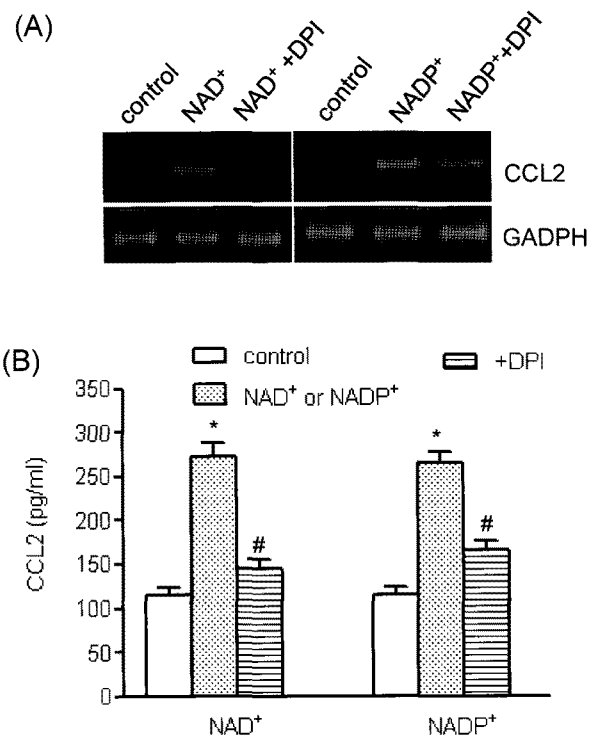 (A)
control
NAD⁺
NAD⁺ +DPI
control
NADP⁺
NADP⁺+DPI
CCL2
GADPH
(B)
control
+DPI
NAD⁺ or NADP⁺
CCL2 (pg/ml)
350
300
250
200
150
100
50
0
*
#
*
#
NAD⁺
NADP⁺